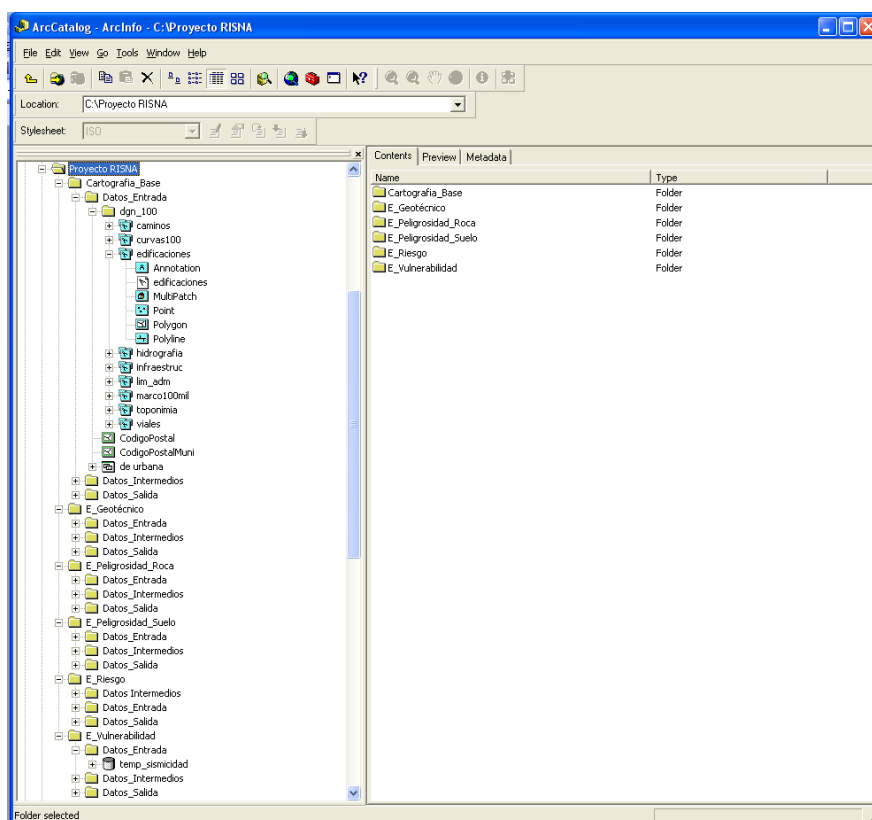 ArcCatalog - ArcInfo - C:\Proyecto RISNA
File Edit View Go Tools Window Help
Location: C:\Proyecto RISNA
Stylesheet: ISO
Proyecto RISNA
Cartografia_Base
Datos_Entrada
dgn_100
caminos
curvas100
edificaciones
Annotation
edificaciones
MultiPatch
Point
Polygon
Polyline
hidrografia
infraestruc
lim_adm
marco100mil
toponimia
viales
CodigoPostal
CodigoPostalMuni
de urbana
Datos_Intermedios
Datos_Salida
E_Geotécnico
Datos_Entrada
Datos_Intermedios
Datos_Salida
E_Peligrosidad_Roca
Datos_Entrada
Datos_Intermedios
Datos_Salida
E_Peligrosidad_Suelo
Datos_Entrada
Datos_Intermedios
Datos_Salida
E_Riesgo
Datos Intermedios
Datos_Entrada
Datos_Salida
E_Vulnerabilidad
Datos_Entrada
temp_sismicidad
Datos_Intermedios
Datos_Salida
Contents Preview Metadata
Name Type
Cartografia_Base Folder
E_Geotécnico Folder
E_Peligrosidad_Roca Folder
E_Peligrosidad_Suelo Folder
E_Riesgo Folder
E_Vulnerabilidad Folder
Folder selected